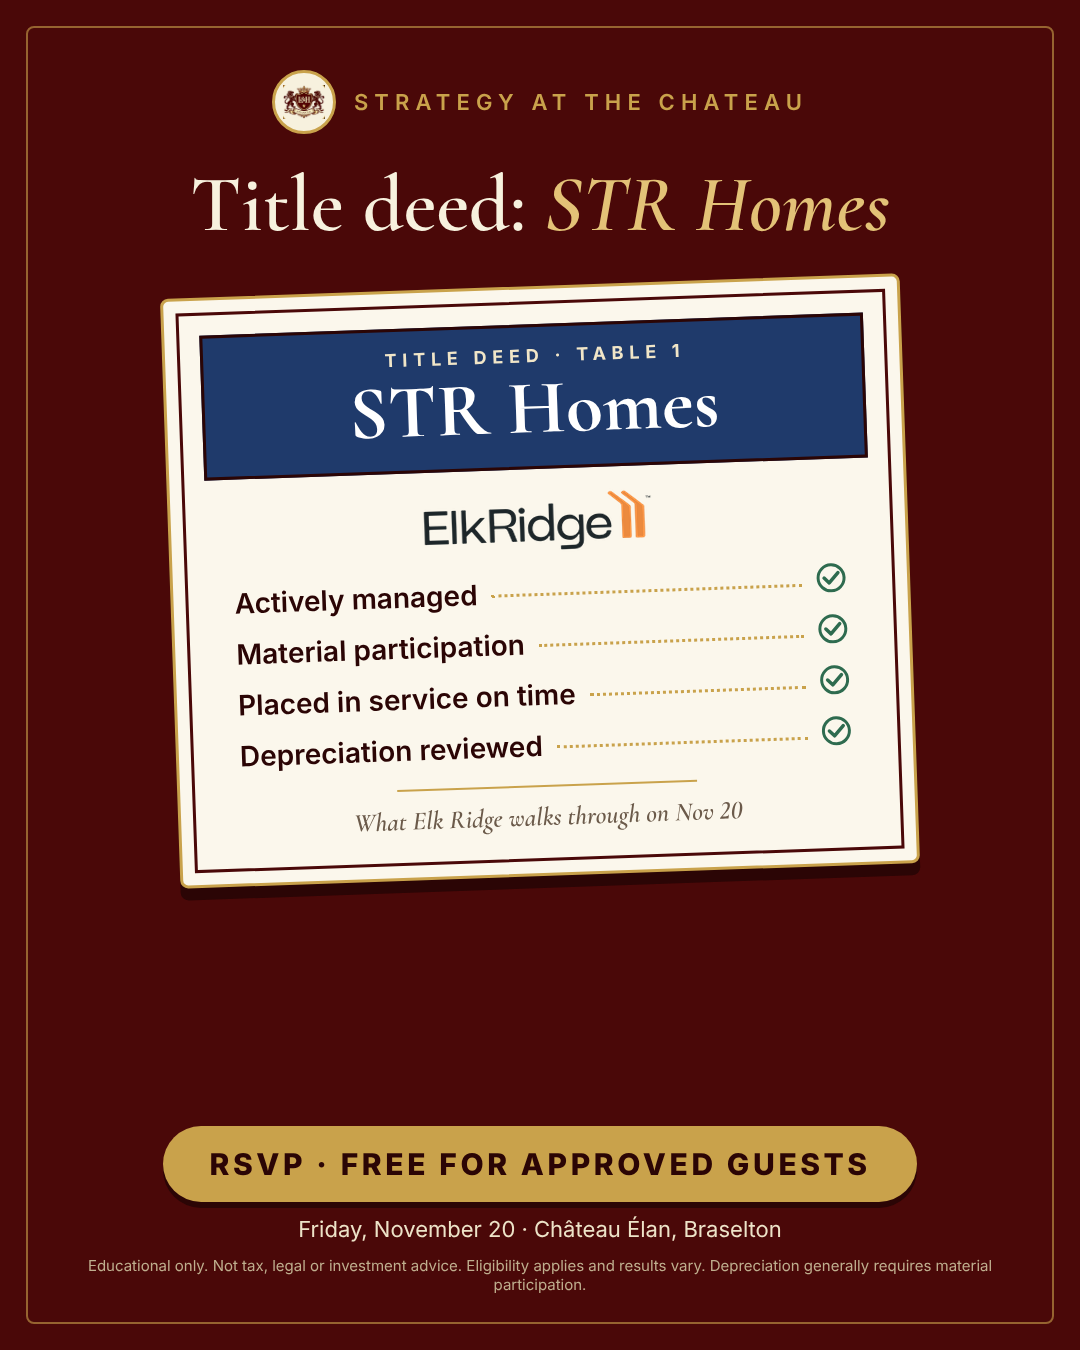 STRATEGY AT THE CHATEAU
Title deed: STR Homes
TITLE DEED · TABLE 1
STR Homes
ElkRidge™
Actively managed
Material participation
Placed in service on time
Depreciation reviewed
What Elk Ridge walks through on Nov 20
RSVP · FREE FOR APPROVED GUESTS
Friday, November 20 · Château Élan, Braselton
Educational only. Not tax, legal or investment advice. Eligibility applies and results vary. Depreciation generally requires material
participation.